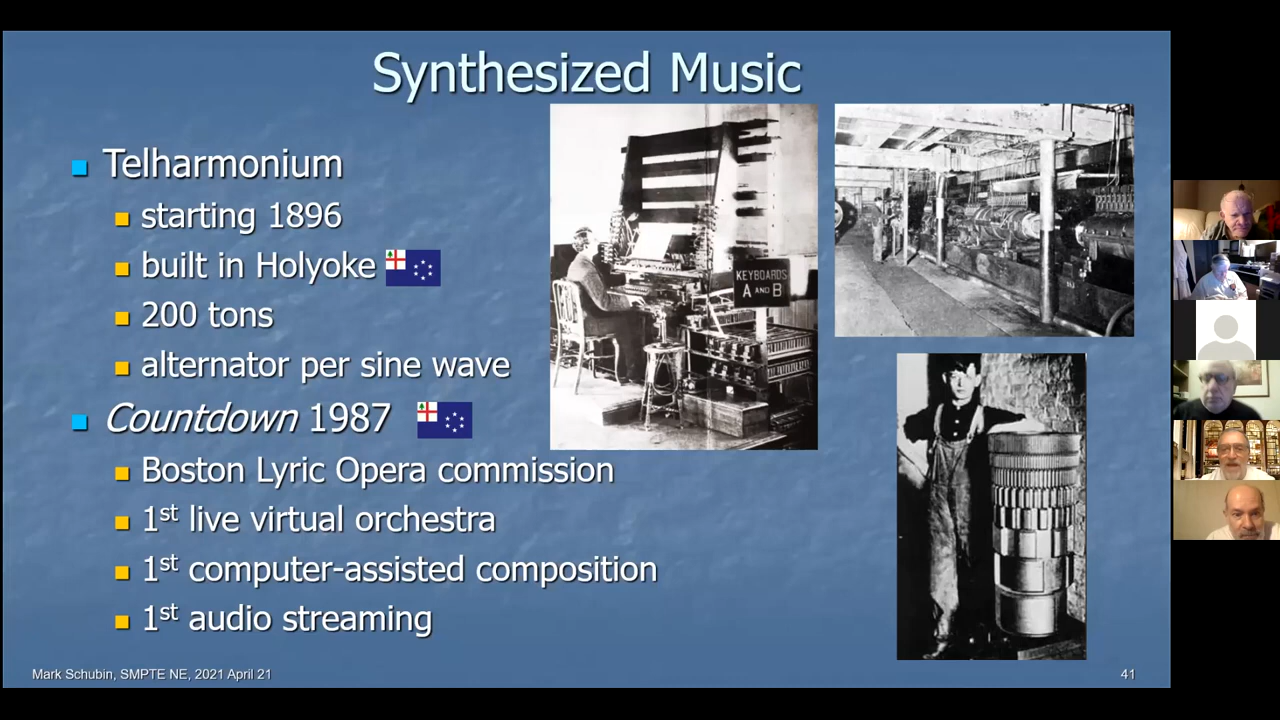 Synthesized Music
Telharmonium
starting 1896
built in Holyoke
200 tons
alternator per sine wave
Countdown 1987
Boston Lyric Opera commission
1st live virtual orchestra
1st computer-assisted composition
1st audio streaming
KEYBOARDS
A AND B
Mark Schubin, SMPTE NE, 2021 April 21
41